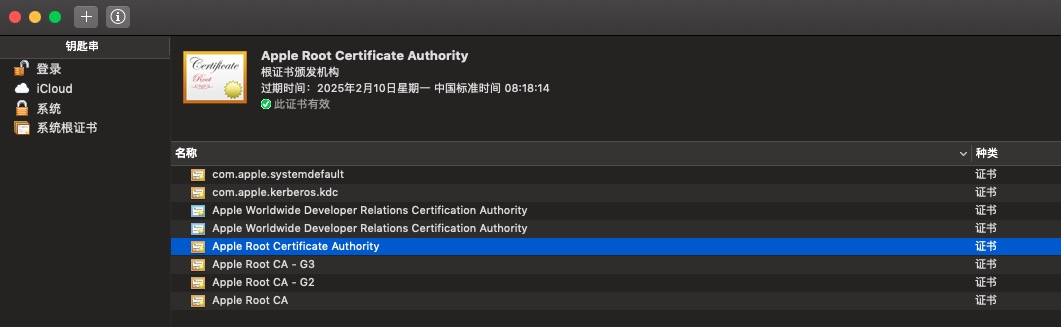 钥匙串
登录
iCloud
系统
系统根证书
Certificate
Root
Apple Root Certificate Authority
根证书颁发机构
过期时间：2025年2月10日星期一 中国标准时间 08:18:14
此证书有效
名称 种类
com.apple.systemdefault 证书
com.apple.kerberos.kdc 证书
Apple Worldwide Developer Relations Certification Authority 证书
Apple Worldwide Developer Relations Certification Authority 证书
Apple Root Certificate Authority 证书
Apple Root CA - G3 证书
Apple Root CA - G2 证书
Apple Root CA 证书